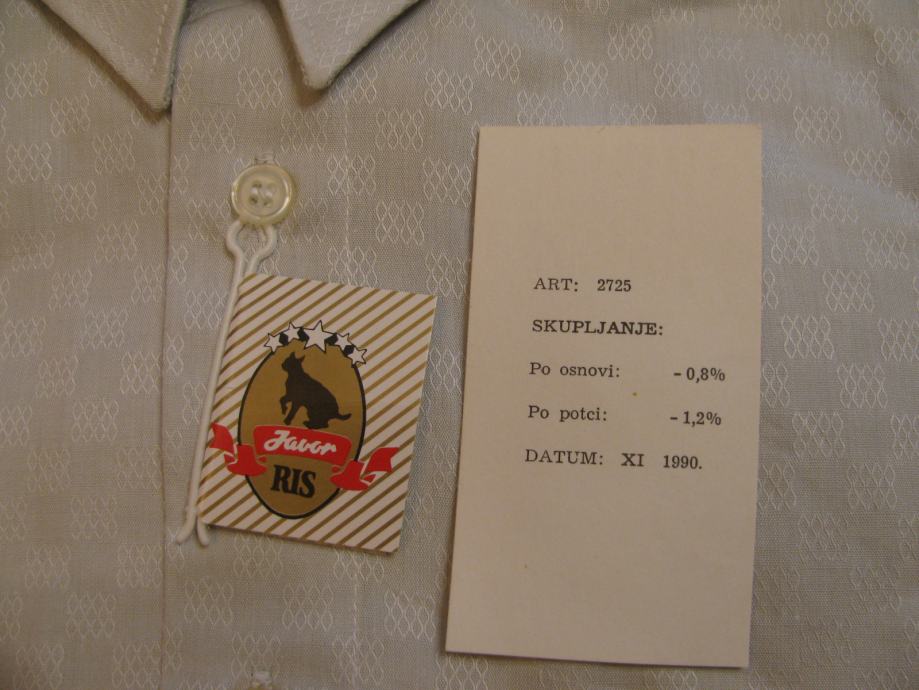 Javor
RIS
ART: 2725
SKUPLJANJE:
Po osnovi: - 0,8%
Po potci: - 1,2%
DATUM: XI 1990.